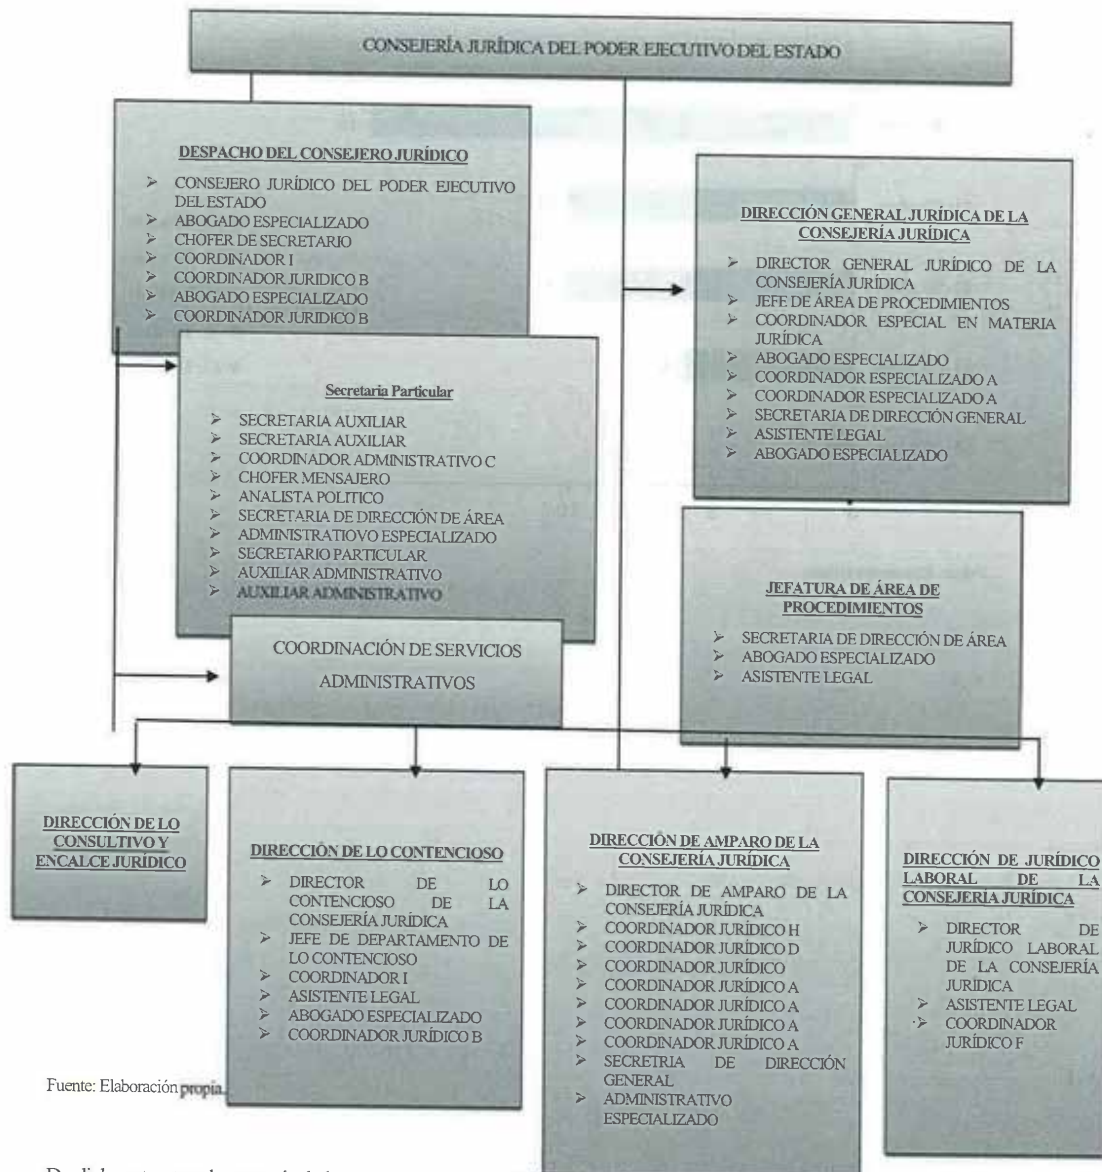 CONSEJERÍA JURÍDICA DEL PODER EJECUTIVO DEL ESTADO
DESPACHO DEL CONSEJERO JURÍDICO
➢ CONSEJERO JURÍDICO DEL PODER EJECUTIVO
DEL ESTADO
➢ ABOGADO ESPECIALIZADO
➢ CHOFER DE SECRETARIO
➢ COORDINADOR I
➢ COORDINADOR JURIDICO B
➢ ABOGADO ESPECIALIZADO
➢ COORDINADOR JURIDICO B
DIRECCIÓN GENERAL JURÍDICA DE LA
CONSEJERÍA JURÍDICA
➢ DIRECTOR GENERAL JURÍDICO DE LA
CONSEJERÍA JURÍDICA
➢ JEFE DE ÁREA DE PROCEDIMIENTOS
➢ COORDINADOR ESPECIAL EN MATERIA
JURÍDICA
➢ ABOGADO ESPECIALIZADO
➢ COORDINADOR ESPECIALIZADO A
➢ COORDINADOR ESPECIALIZADO A
➢ SECRETARIA DE DIRECCIÓN GENERAL
➢ ASISTENTE LEGAL
➢ ABOGADO ESPECIALIZADO
Secretaria Particular
➢ SECRETARIA AUXILIAR
➢ SECRETARIA AUXILIAR
➢ COORDINADOR ADMINISTRATIVO C
➢ CHOFER MENSAJERO
➢ ANALISTA POLITICO
➢ SECRETARIA DE DIRECCIÓN DE ÁREA
➢ ADMINISTRATIOVO ESPECIALIZADO
➢ SECRETARIO PARTICULAR
➢ AUXILIAR ADMINISTRATIVO
➢ AUXILIAR ADMINISTRATIVO
JEFATURA DE ÁREA DE
PROCEDIMIENTOS
➢ SECRETARIA DE DIRECCIÓN DE ÁREA
➢ ABOGADO ESPECIALIZADO
➢ ASISTENTE LEGAL
COORDINACIÓN DE SERVICIOS
ADMINISTRATIVOS
DIRECCIÓN DE LO
CONSULTIVO Y
ENCALCE JURÍDICO
DIRECCIÓN DE LO CONTENCIOSO
➢ DIRECTOR DE LO
CONTENCIOSO DE LA
CONSEJERÍA JURÍDICA
➢ JEFE DE DEPARTAMENTO DE
LO CONTENCIOSO
➢ COORDINADOR I
➢ ASISTENTE LEGAL
➢ ABOGADO ESPECIALIZADO
➢ COORDINADOR JURÍDICO B
DIRECCIÓN DE AMPARO DE LA
CONSEJERÍA JURÍDICA
➢ DIRECTOR DE AMPARO DE LA
CONSEJERÍA JURÍDICA
➢ COORDINADOR JURÍDICO H
➢ COORDINADOR JURÍDICO D
➢ COORDINADOR JURÍDICO
➢ COORDINADOR JURÍDICO A
➢ COORDINADOR JURÍDICO A
➢ COORDINADOR JURÍDICO A
➢ COORDINADOR JURÍDICO A
➢ SECRETRIA DE DIRECCIÓN
GENERAL
➢ ADMINISTRATIVO
ESPECIALIZADO
DIRECCIÓN DE JURÍDICO
LABORAL DE LA
CONSEJERÍA JURÍDICA
➢ DIRECTOR DE
JURÍDICO LABORAL
DE LA CONSEJERÍA
JURÍDICA
➢ ASISTENTE LEGAL
➢ COORDINADOR
JURÍDICO F
Fuente: Elaboración propia.